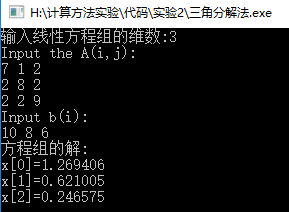 H:\计算方法实验\代码\实验2\三角分解法.exe
输入线性方程组的维数:3
Input the A(i,j):
7 1 2
2 8 2
2 2 9
Input b(i):
10 8 6
方程组的解:
x[0]=1.269406
x[1]=0.621005
x[2]=0.246575